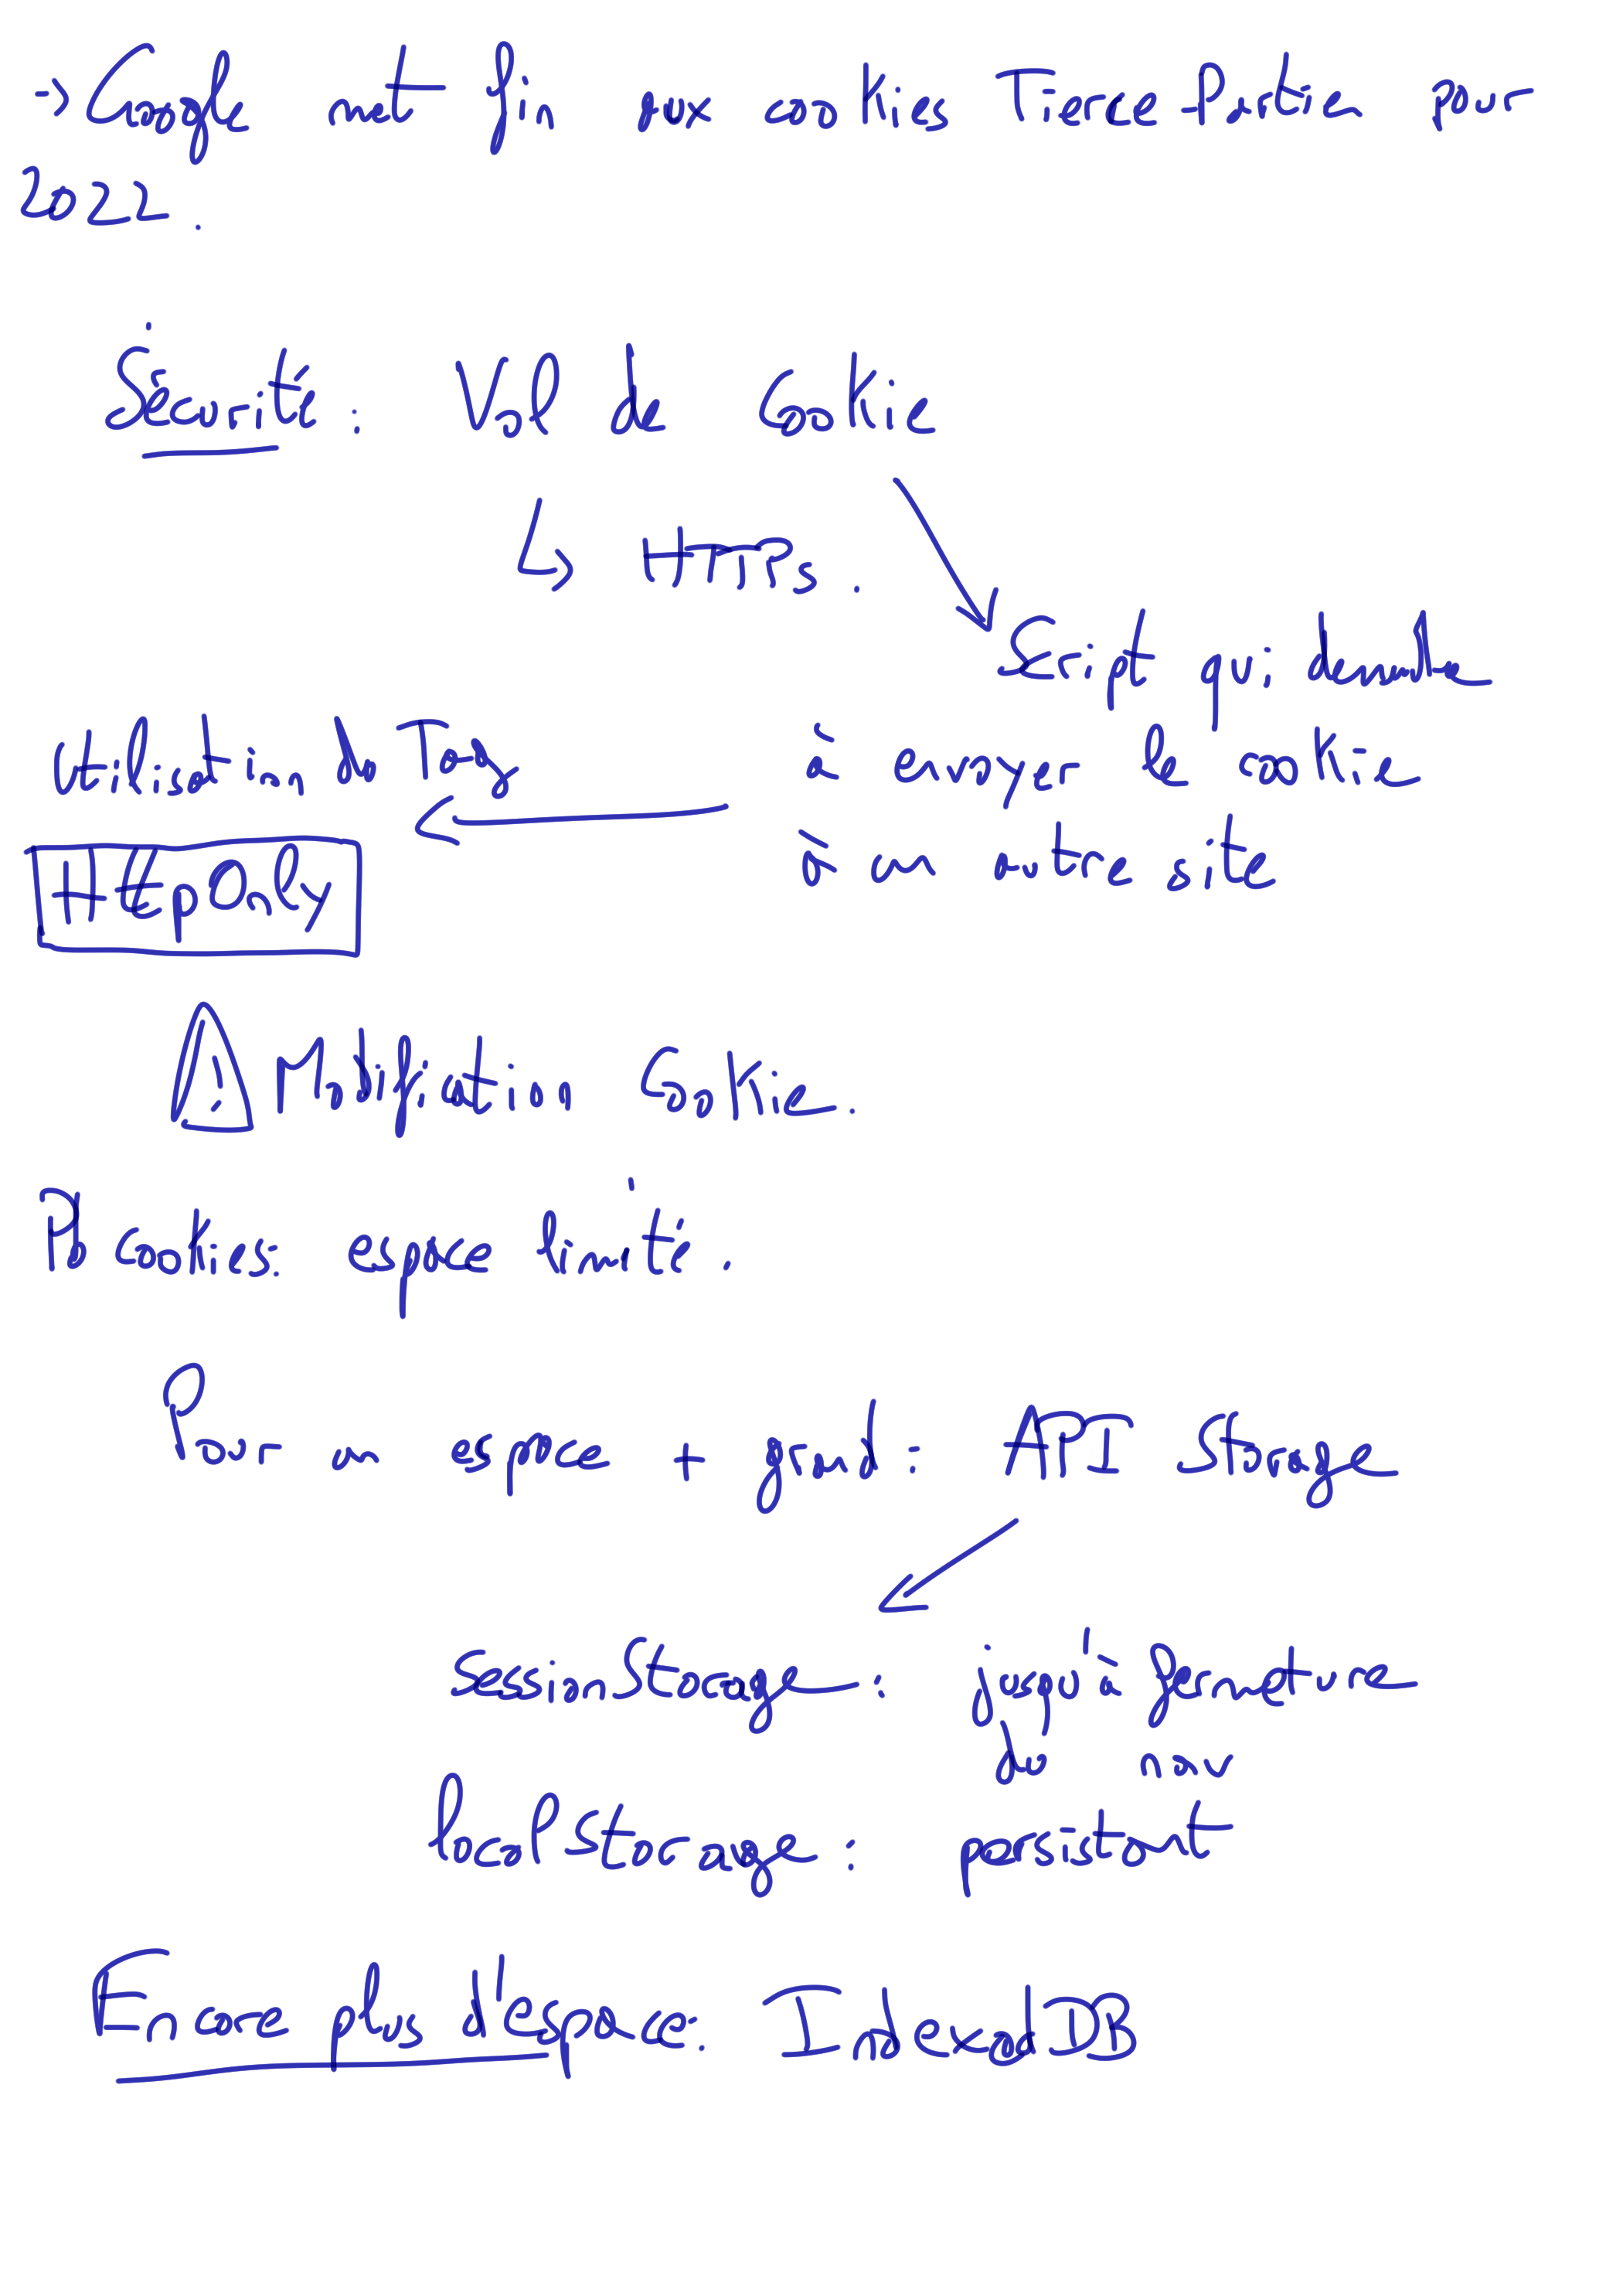 → Google met fin aux cookies Tierce-Partie pour
2022.
Sécurité : Vol de Cookie
↳ HTTPs.
Script qui demande
à envoyer le cookie
à un autre site
Utilisation du Tag
HttpOnly
⚠ Modification Cookie.
Pb cookies: espace limité.
Pour un espace + grand : API Storage
sessionStorage : jusqu'à fermeture
du nav
localStorage : persistant
Encore plus d'espace: IndexedDB